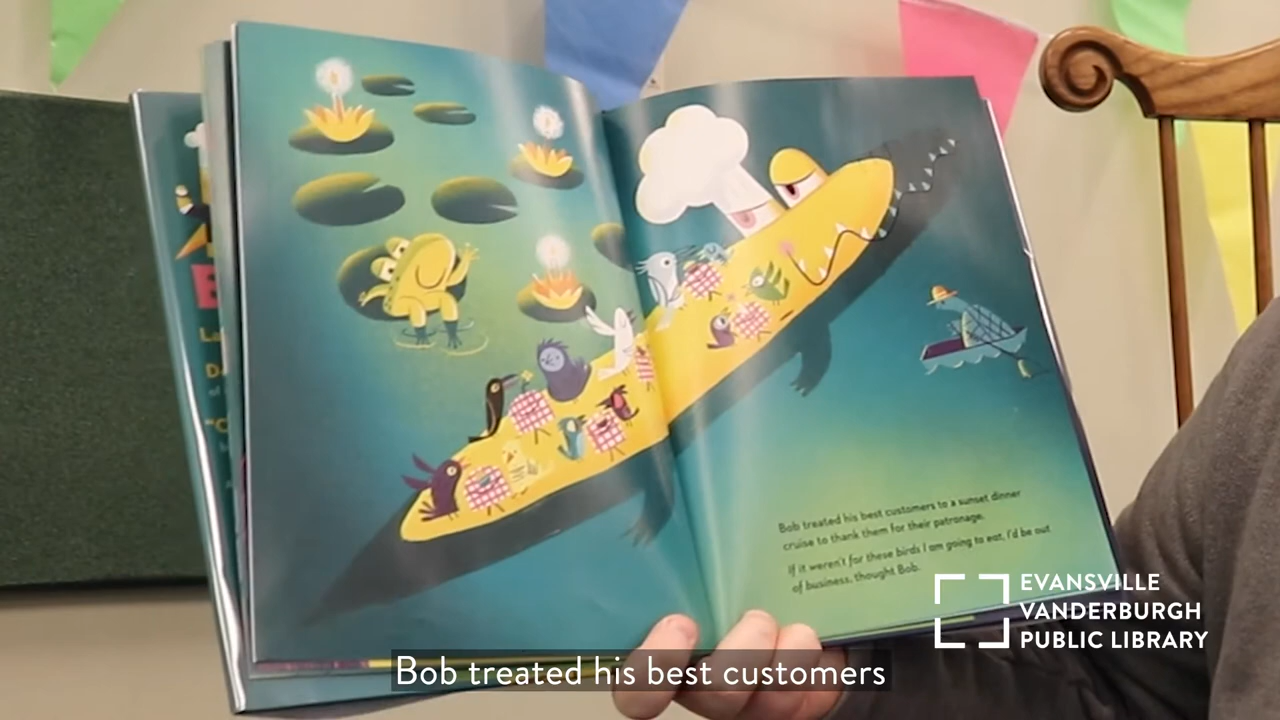 Bob treated his best customers to a sunset dinner
cruise to thank them for their patronage.
If it weren't for these birds I am going to eat, I'd be out
of business, thought Bob.
EVANSVILLE
VANDERBURGH
PUBLIC LIBRARY
Bob treated his best customers